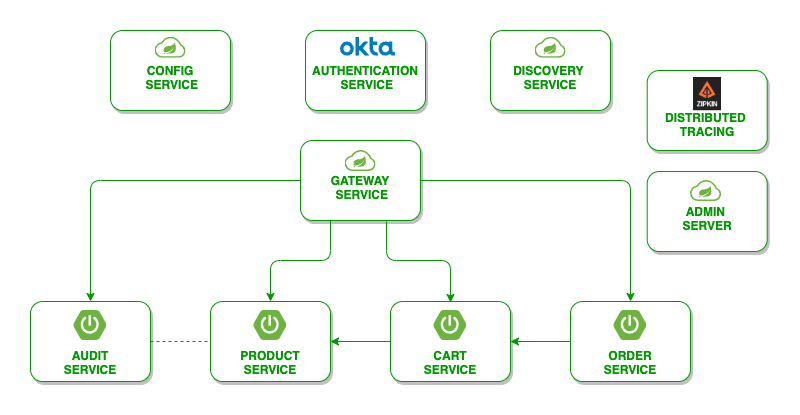 CONFIG
SERVICE
okta
AUTHENTICATION
SERVICE
DISCOVERY
SERVICE
ZIPKIN
DISTRIBUTED
TRACING
GATEWAY
SERVICE
ADMIN
SERVER
AUDIT
SERVICE
PRODUCT
SERVICE
CART
SERVICE
ORDER
SERVICE